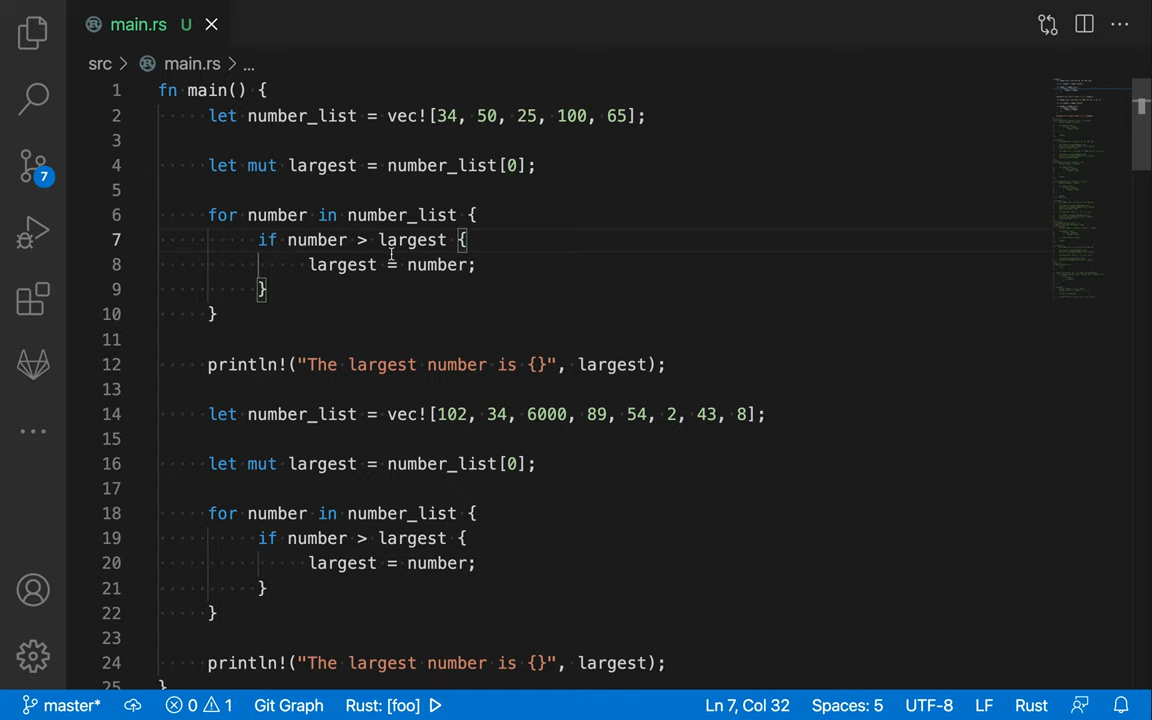 main.rs U
src > main.rs > ...
1 fn main() {
2 let number_list = vec![34, 50, 25, 100, 65];
3
4 let mut largest = number_list[0];
5
6 for number in number_list {
7 if number > largest {
8 largest = number;
9 }
10 }
11
12 println!("The largest number is {}", largest);
13
14 let number_list = vec![102, 34, 6000, 89, 54, 2, 43, 8];
15
16 let mut largest = number_list[0];
17
18 for number in number_list {
19 if number > largest {
20 largest = number;
21 }
22 }
23
24 println!("The largest number is {}", largest);
25 }
7
master* 0 1 Git Graph Rust: [foo] Ln 7, Col 32 Spaces: 5 UTF-8 LF Rust